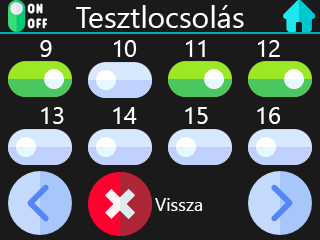 ON
OFF
Tesztlocsolás
9 10 11 12
13 14 15 16
Vissza